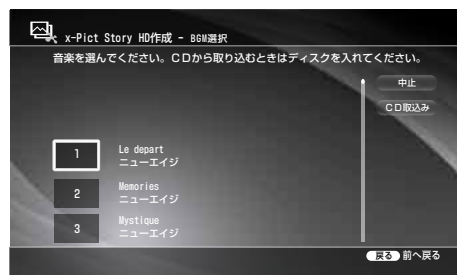 x-Pict Story HD作成 - BGM選択
音楽を選んでください。CDから取り込むときはディスクを入れてください。
中止
CD取込み
1
Le depart
ニューエイジ
2
Memories
ニューエイジ
3
Mystique
ニューエイジ
戻る 前へ戻る